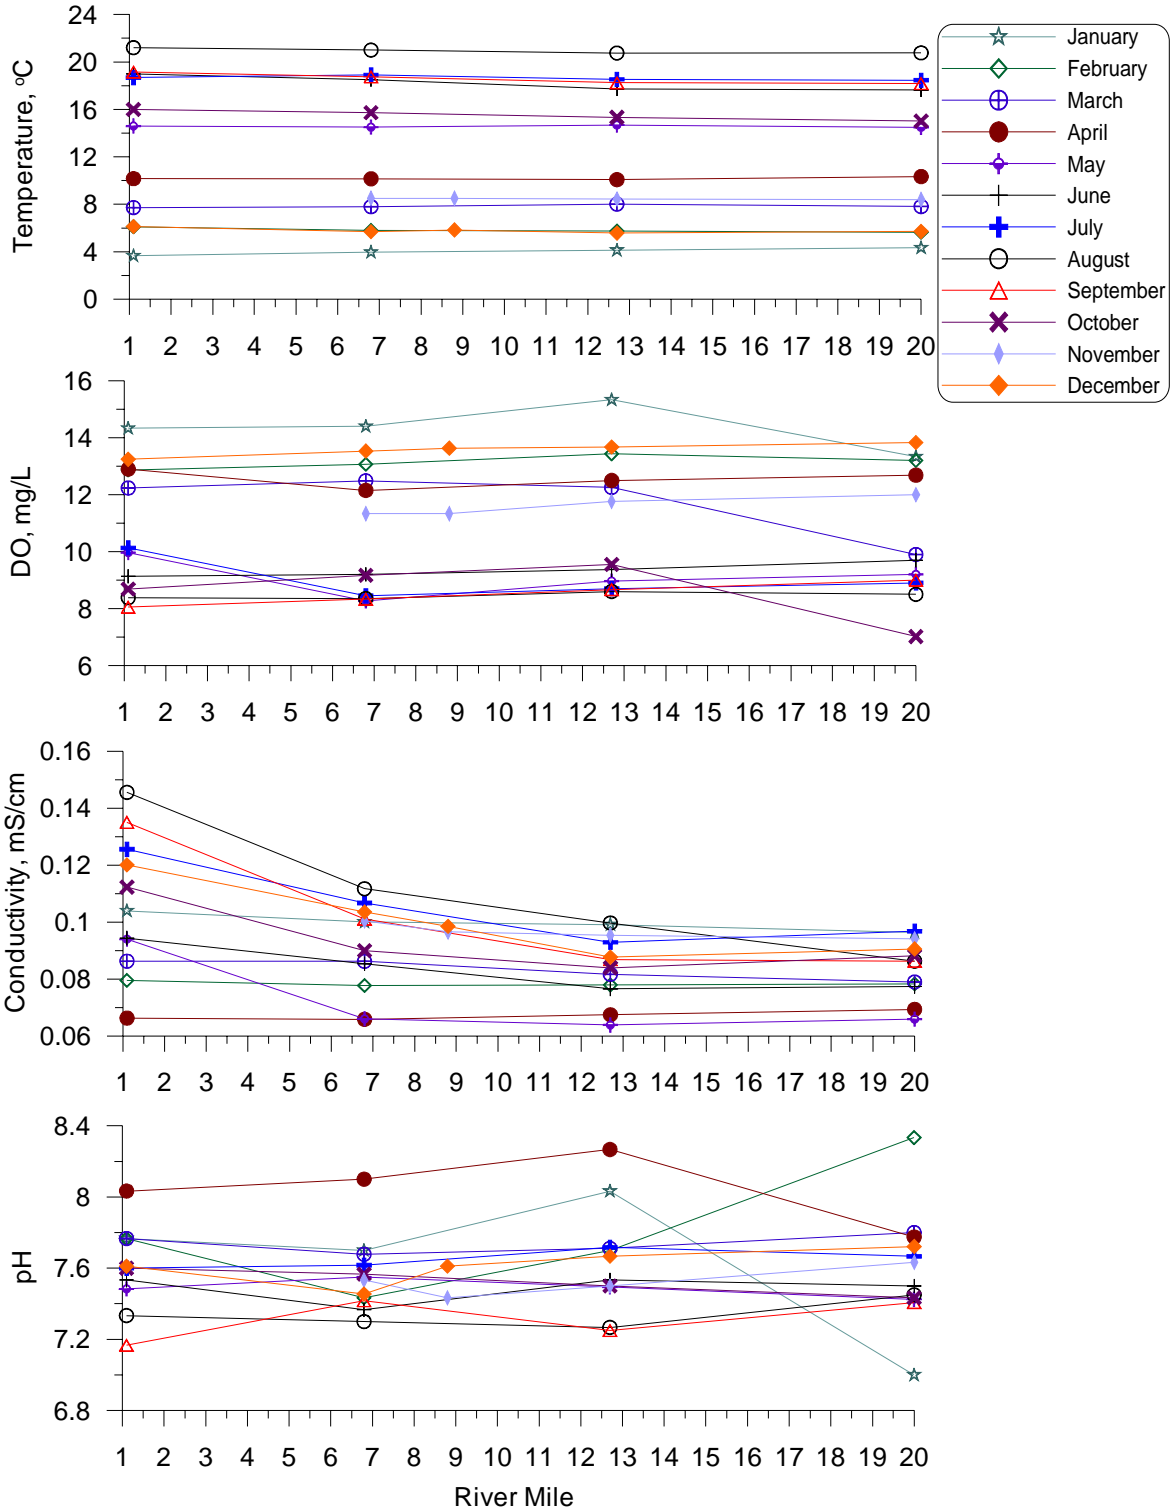 24
20
16
12
8
4
0
Temperature, ºC
1 2 3 4 5 6 7 8 9 10 11 12 13 14 15 16 17 18 19 20
January
February
March
April
May
June
July
August
September
October
November
December
16
14
12
10
8
6
DO, mg/L
1 2 3 4 5 6 7 8 9 10 11 12 13 14 15 16 17 18 19 20
0.16
0.14
0.12
0.1
0.08
0.06
Conductivity, mS/cm
1 2 3 4 5 6 7 8 9 10 11 12 13 14 15 16 17 18 19 20
8.4
8
7.6
7.2
6.8
pH
1 2 3 4 5 6 7 8 9 10 11 12 13 14 15 16 17 18 19 20
River Mile